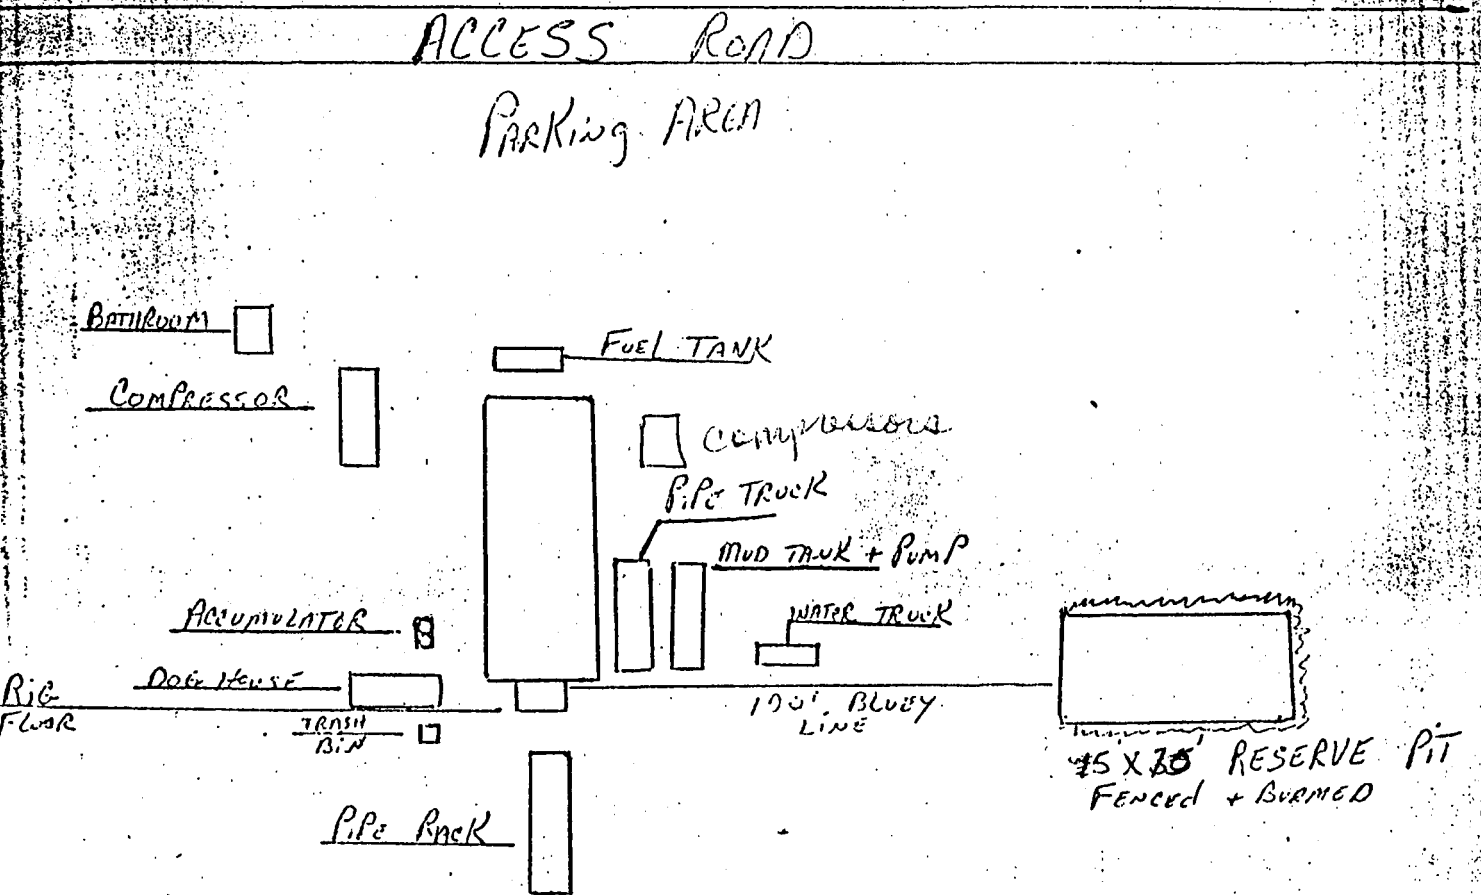 ACCESS ROAD
PARKING AREA
BATHROOM
FUEL TANK
COMPRESSOR
Compressors
PIPE TRUCK
MUD TANK + PUMP
ACCUMULATOR
WATER TRUCK
DOG HOUSE
RIG
FLOOR
100' BLUEY
LINE
TRASH
BIN
RESERVE PIT
FENCED + BURMED
PIPE RACK